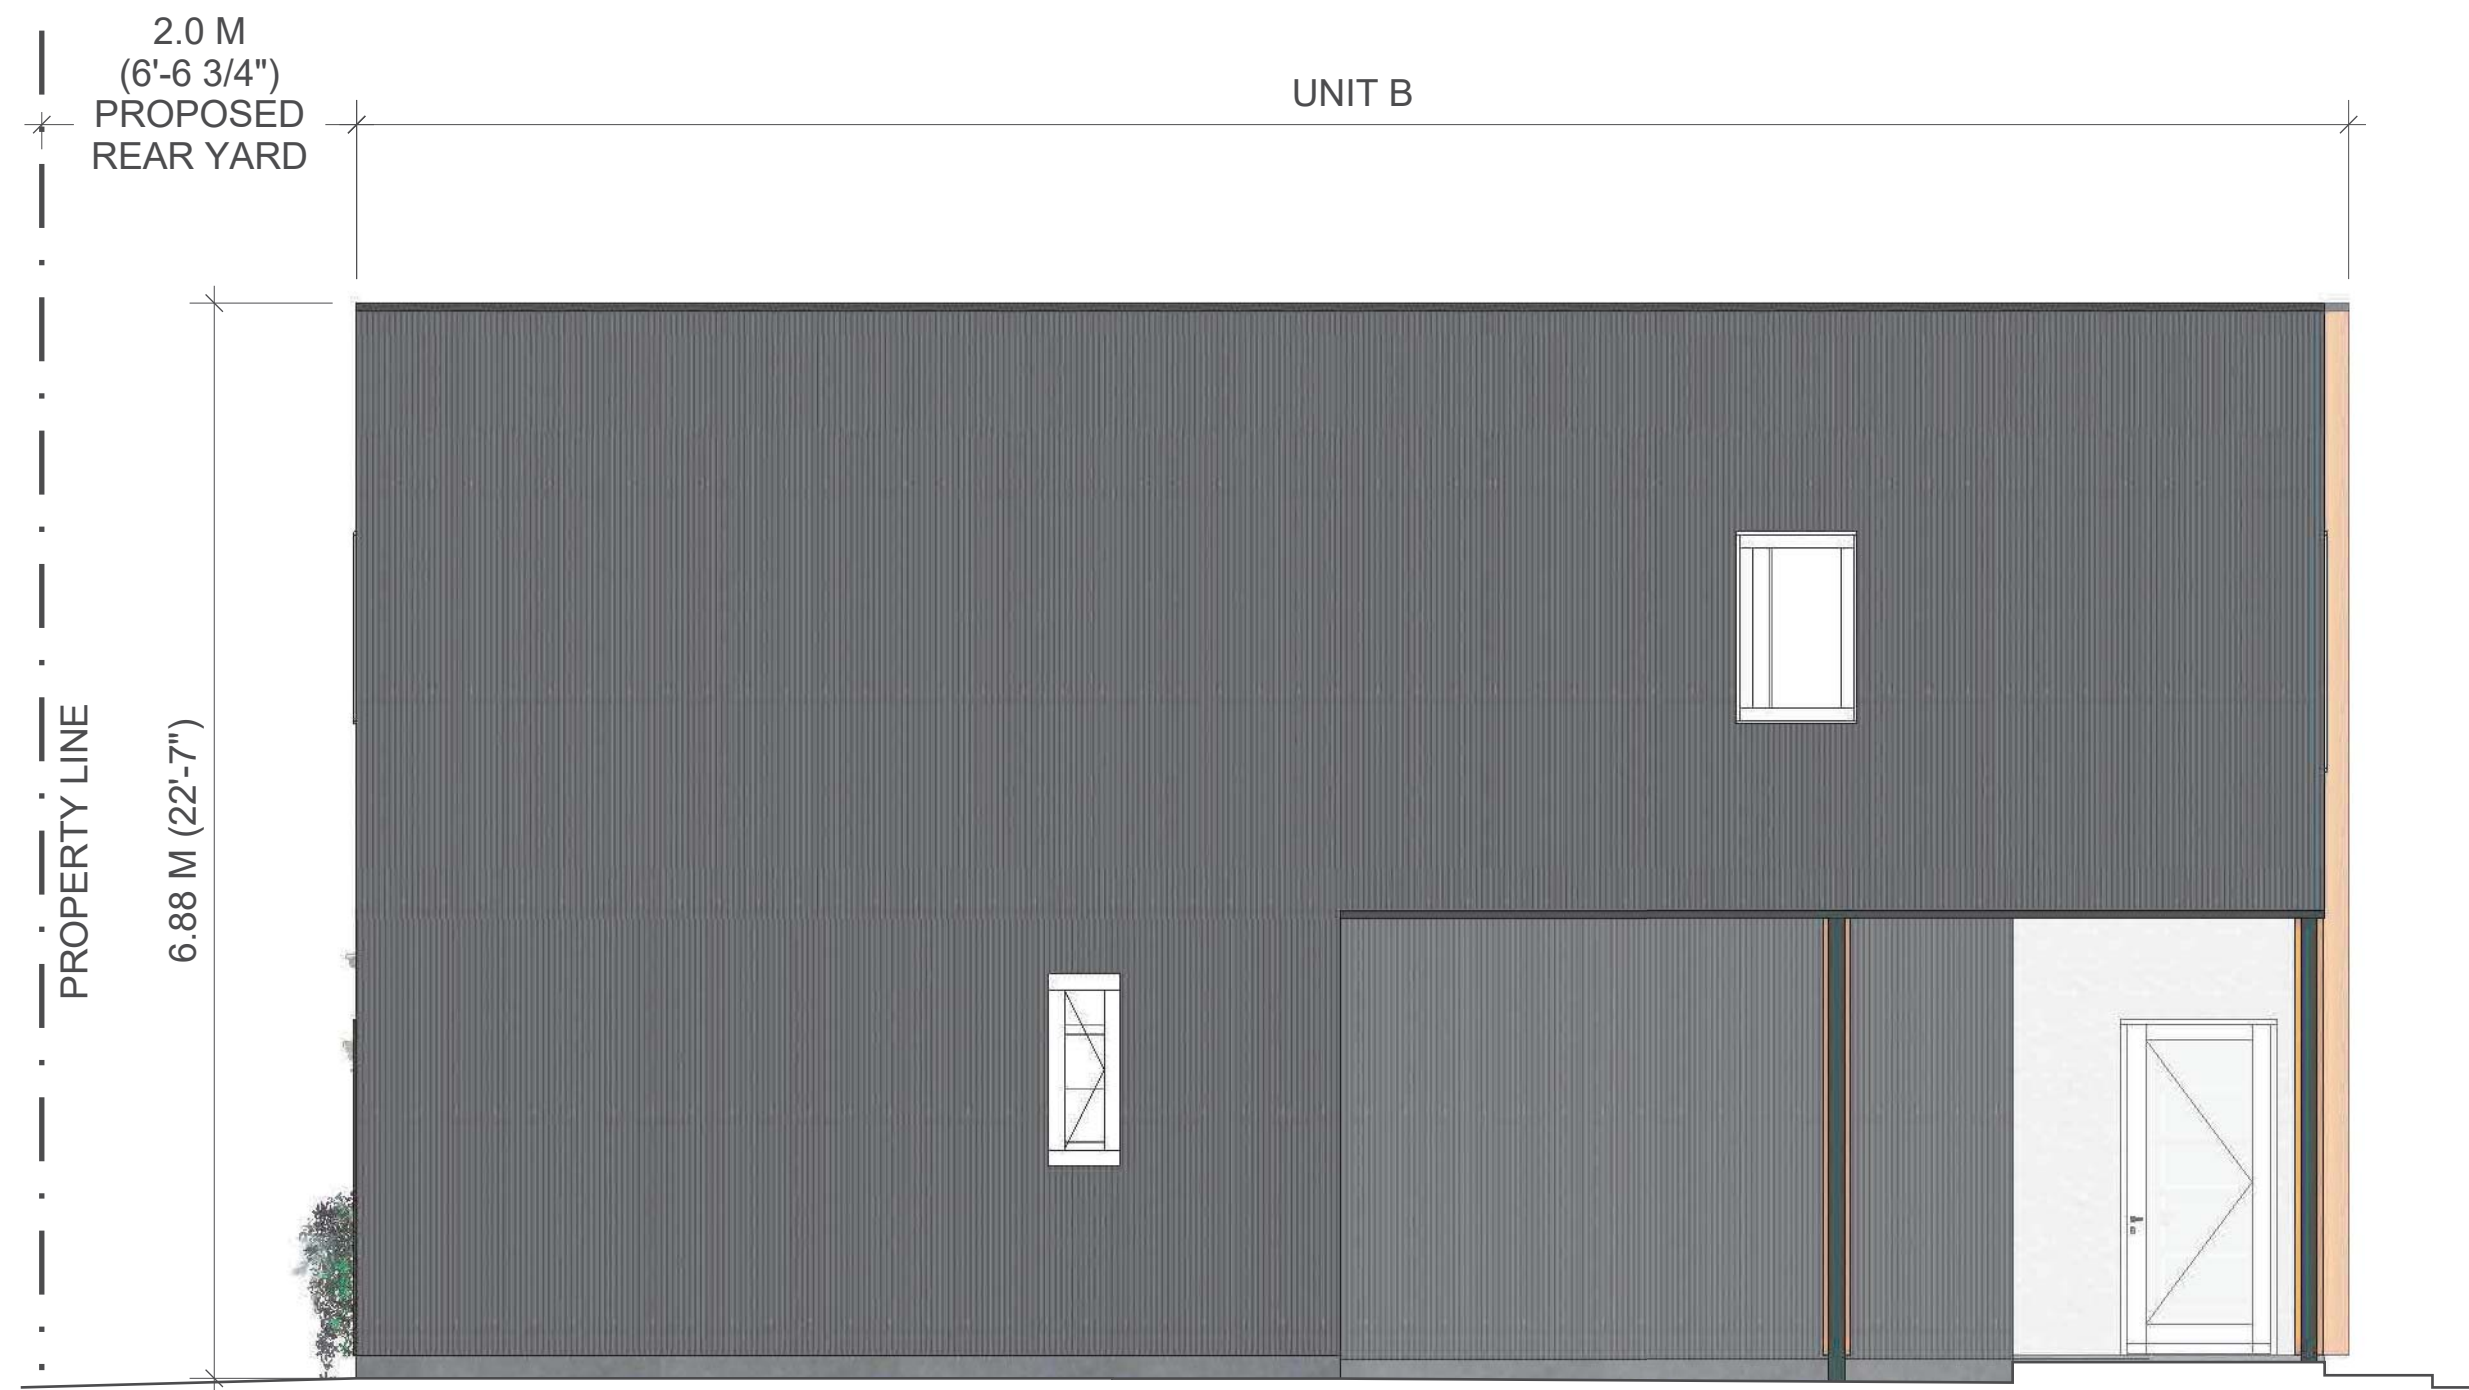 2.0 M
(6'-6 3/4")
PROPOSED
REAR YARD
UNIT B
PROPERTY LINE
6.88 M (22'-7")